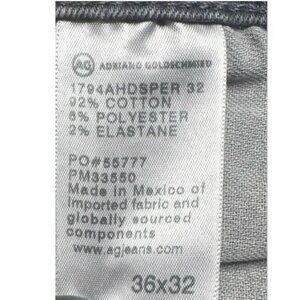 AG ADRIANO GOLDSCHMIED
1794AHDSPER 32
92% COTTON
6% POLYESTER
2% ELASTANE
PO#55777
PM33550
Made in Mexico of
imported fabric and
globally sourced
components
www.agjeans.com
36x32